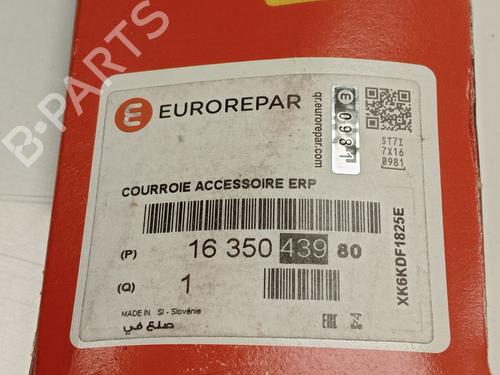 EUROREPAR
qr.eurorepar.com
0981
ST7Z
7X16
0981
COURROIE ACCESSOIRE ERP
(P) 16 350 439 80
(Q) 1
MADE IN SI - Slovénie
صنع في
EAC
XK6KDF1825E
B-PARTS